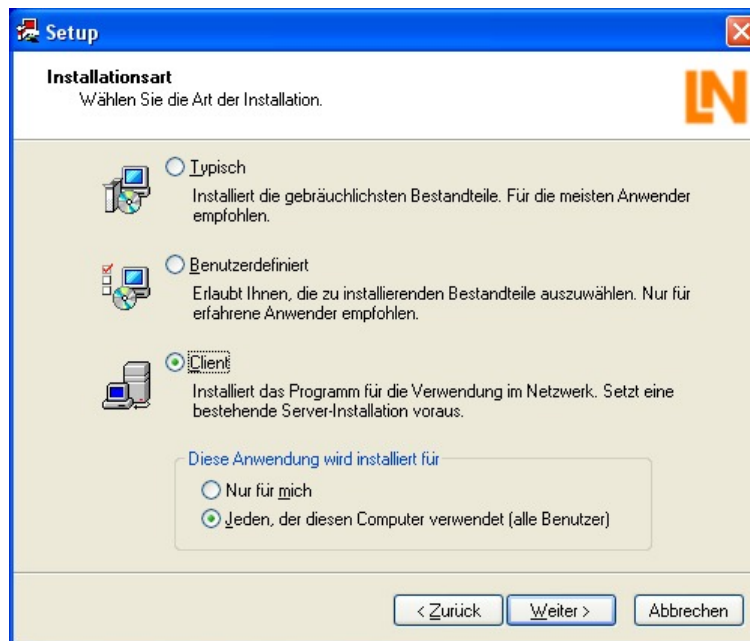 Setup
Installationsart
Wählen Sie die Art der Installation.
LN
Typisch
Installiert die gebräuchlichsten Bestandteile. Für die meisten Anwender
empfohlen.
Benutzerdefiniert
Erlaubt Ihnen, die zu installierenden Bestandteile auszuwählen. Nur für
erfahrene Anwender empfohlen.
Client
Installiert das Programm für die Verwendung im Netzwerk. Setzt eine
bestehende Server-Installation voraus.
Diese Anwendung wird installiert für
Nur für mich
Jeden, der diesen Computer verwendet (alle Benutzer)
< Zurück Weiter > Abbrechen